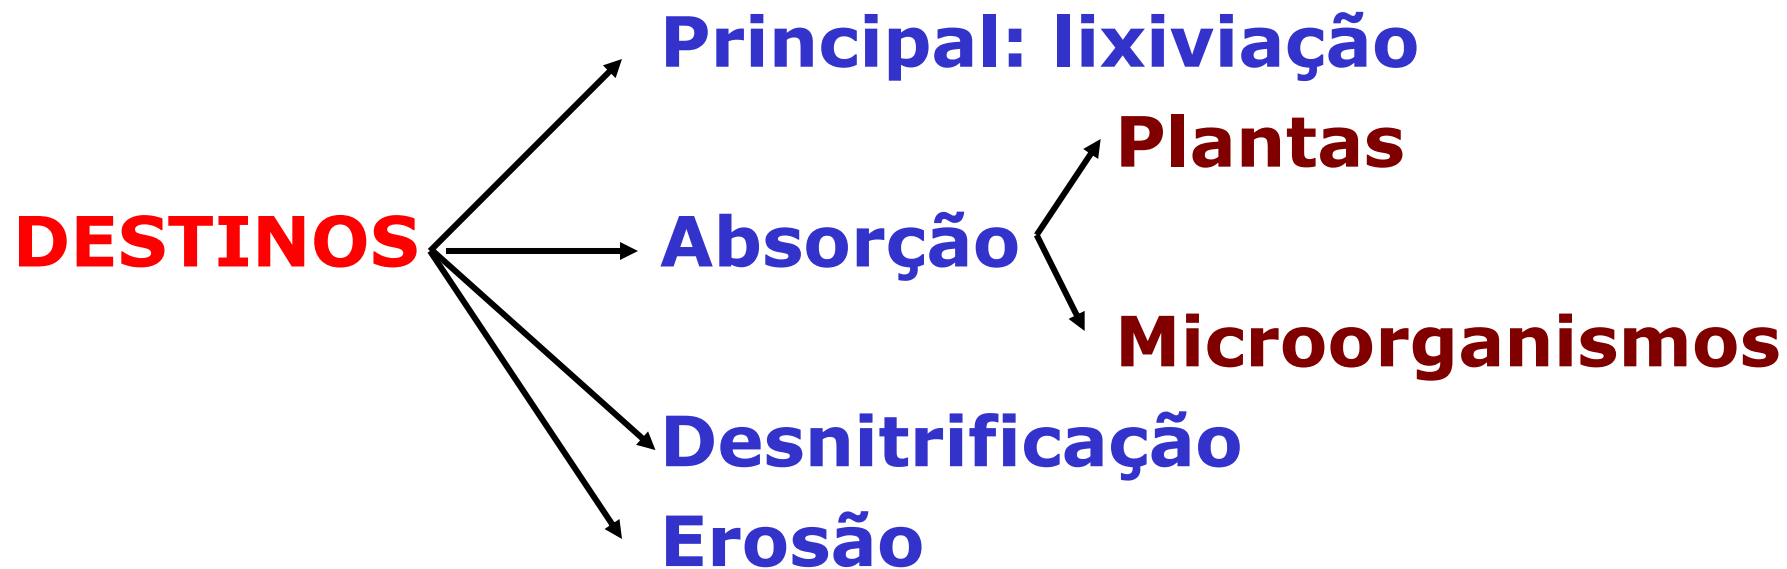 Principal: lixiviação
Plantas
DESTINOS
Absorção
Microorganismos
Desnitrificação
Erosão